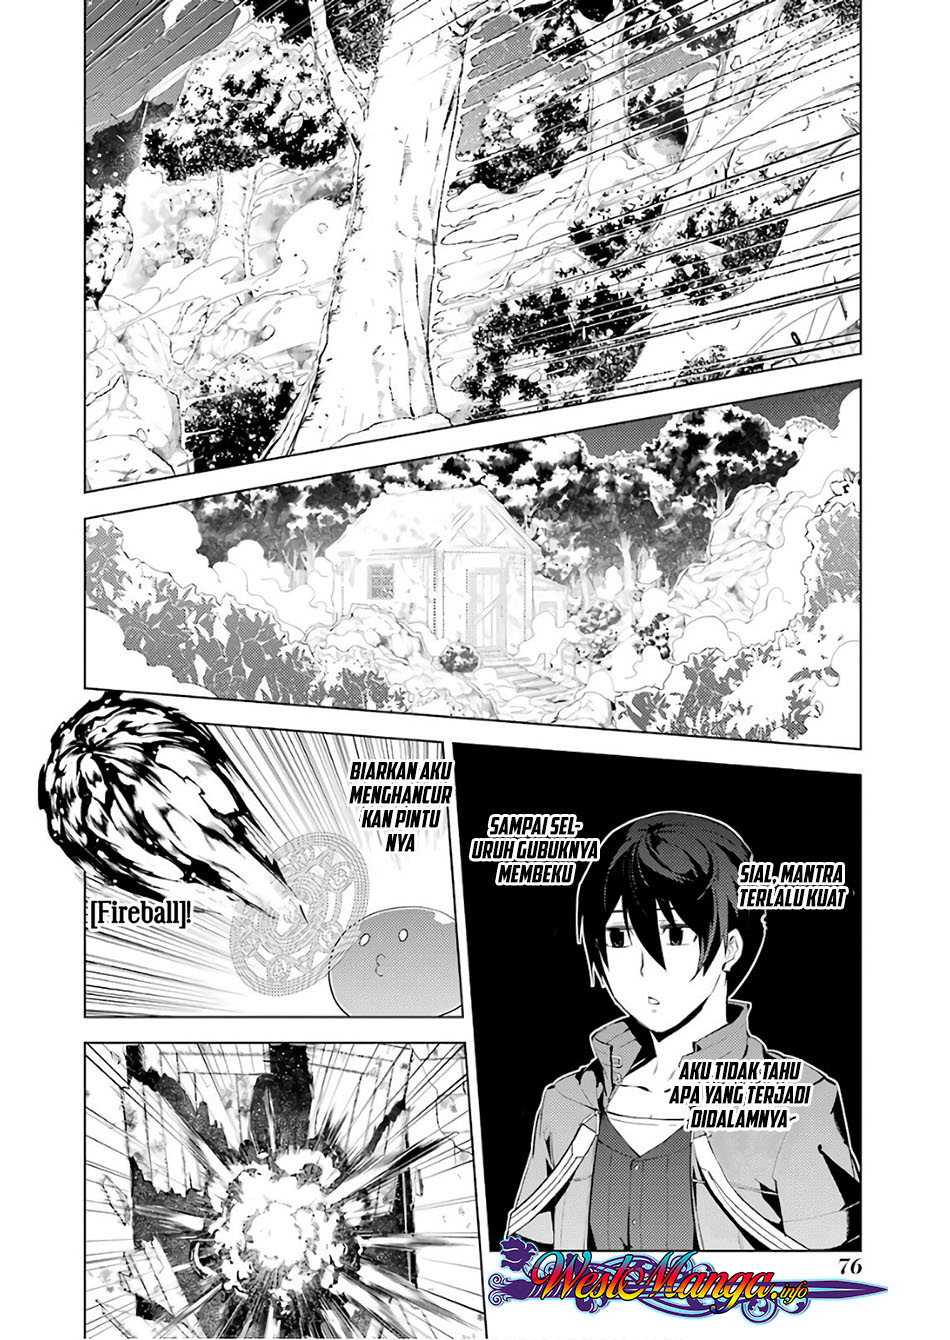 SIAL, MANTRA
TERLALU KUAT
SAMPAI SEL-
URUH GUBUKNYA
MEMBEKU
AKU TIDAK TAHU
APA YANG TERJADI
DIDALAMNYA
BIARKAN AKU
MENGHANCUR
KAN PINTU
NYA
[Fireball]!
76
WestManga.info